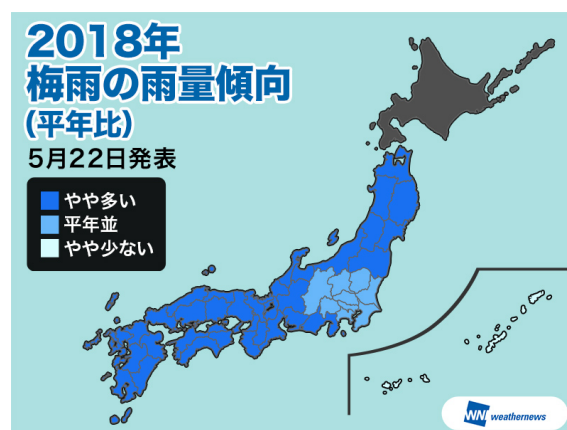 2018年
梅雨の雨量傾向
(平年比)
5月22日発表
やや多い
平年並
やや少ない
WNI weathernews